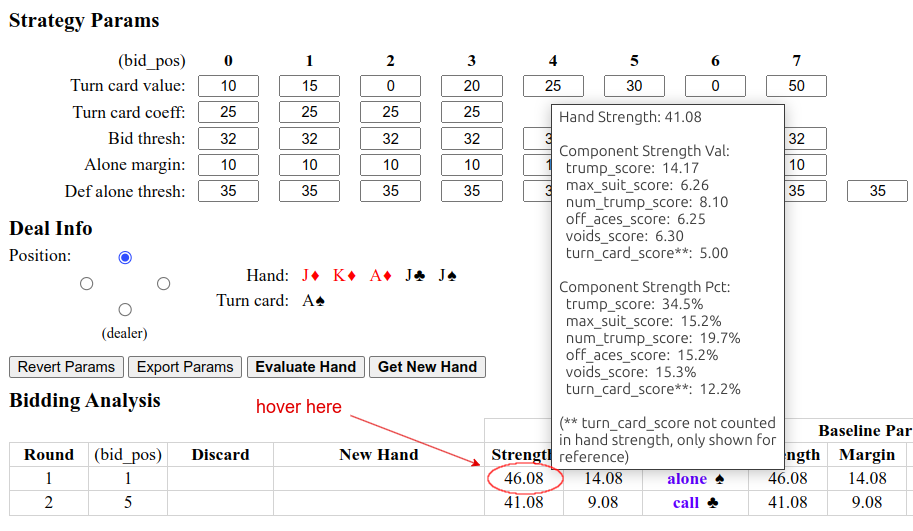 Strategy Params
(bid_pos) 0 1 2 3 4 5 6 7
Turn card value: 10 15 0 20 25 30 0 50
Turn card coeff: 25 25 25 25
Bid thresh: 32 32 32 32 3 32
Alone margin: 10 10 10 10 1 10
Def alone thresh: 35 35 35 35 3 35 35
Hand Strength: 41.08
Component Strength Val:
trump_score: 14.17
max_suit_score: 6.26
num_trump_score: 8.10
off_aces_score: 6.25
voids_score: 6.30
turn_card_score**: 5.00
Component Strength Pct:
trump_score: 34.5%
max_suit_score: 15.2%
num_trump_score: 19.7%
off_aces_score: 15.2%
voids_score: 15.3%
turn_card_score**: 12.2%
(** turn_card_score not counted
in hand strength, only shown for
reference)
Deal Info
Position:
(dealer)
Hand: J♦ K♦ A♦ J♣ J♠
Turn card: A♠
Revert Params Export Params Evaluate Hand Get New Hand
Bidding Analysis
hover here
Baseline Par
Round (bid_pos) Discard New Hand Strengt ngth Margin
1 1 46.08 14.08 alone ♠ 46.08 14.08
2 5 41.08 9.08 call ♣ 41.08 9.08